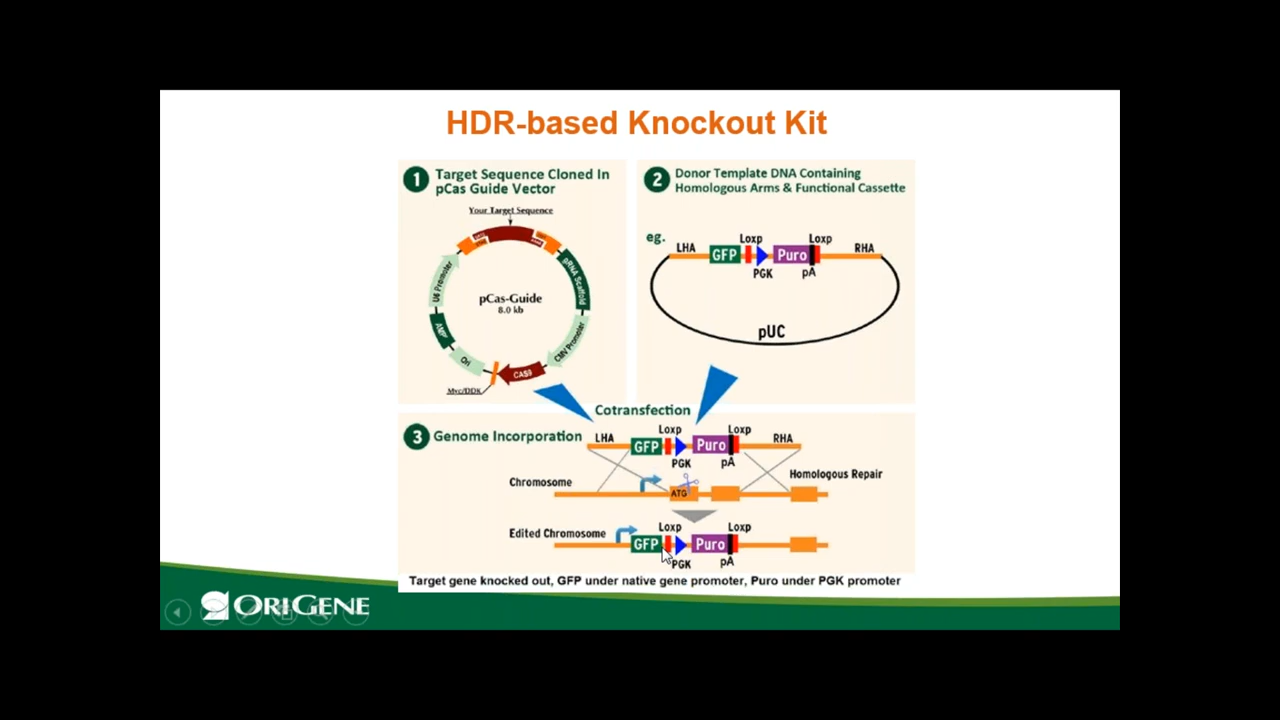 HDR-based Knockout Kit
1
Target Sequence Cloned In
pCas Guide Vector
Your Target Sequence
U6 Promoter
pRNA Scaffold
pCas-Guide
8.0 kb
AMP
CMV Promoter
Ori
CAS9
Myc/DDK
2
Donor Template DNA Containing
Homologous Arms & Functional Cassette
eg.
Loxp Loxp
LHA GFP Puro RHA
PGK pA
pUC
Cotransfection
3 Genome Incorporation
Loxp Loxp
LHA GFP Puro RHA
PGK pA
Homologous Repair
Chromosome
ATG
Loxp Loxp
Edited Chromosome
GFP Puro
PGK pA
Target gene knocked out, GFP under native gene promoter, Puro under PGK promoter
ORIGENE